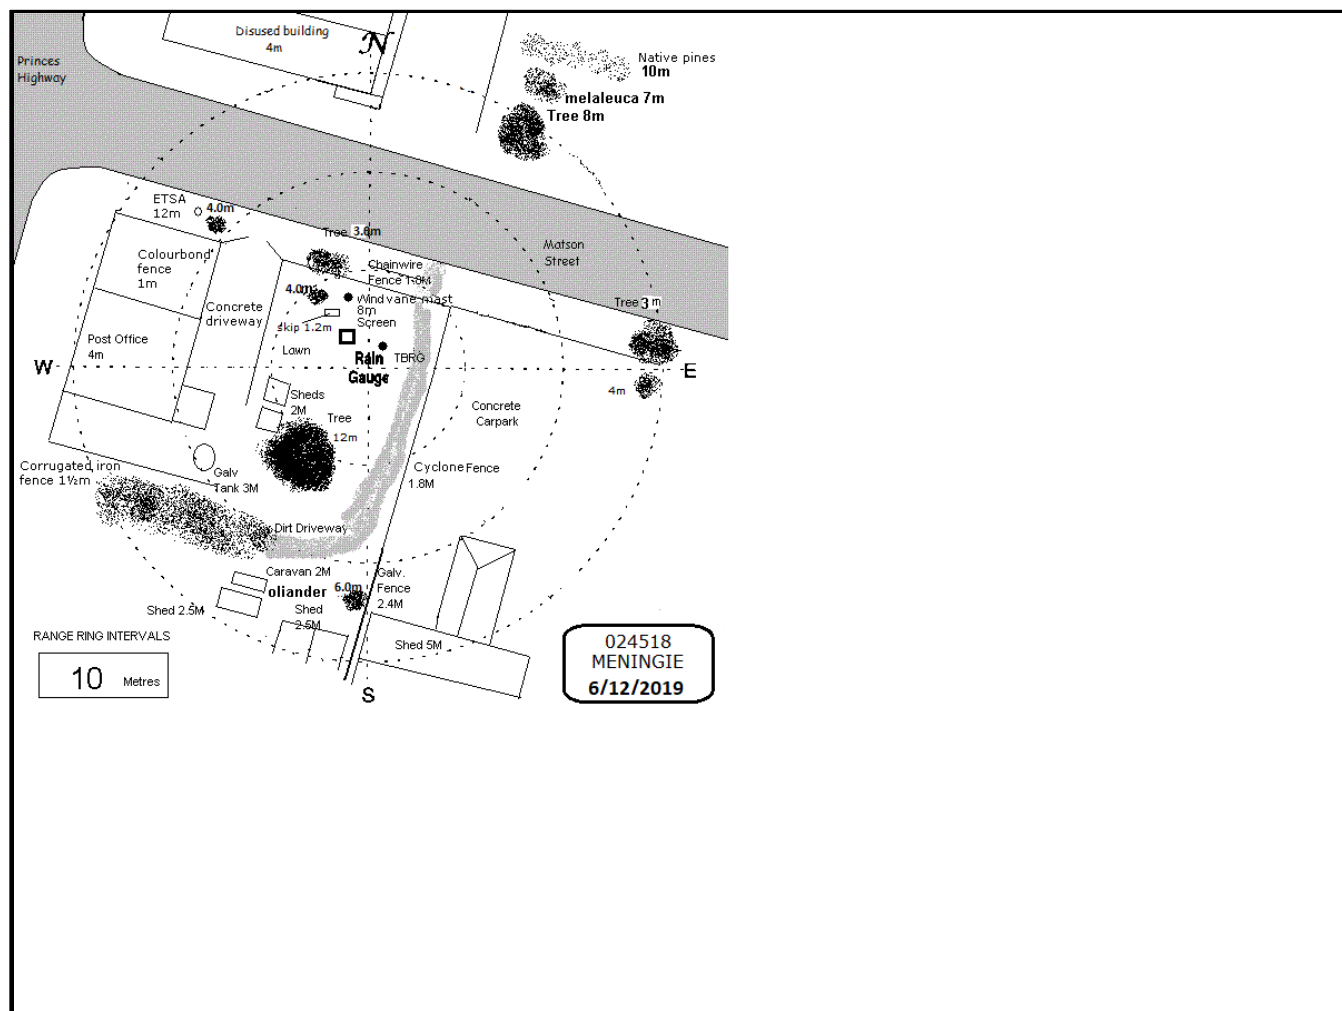 Disused building
4m
N
Princes
Highway
Native pines
10m
melaleuca 7m
Tree 8m
ETSA
12m
4.0m
Tree 3.0m
Matson
Street
Colourbond
fence
1m
Chainwire
Fence 1.8M
4.0m
Wind vane mast
8m
Screen
Concrete
driveway
skip 1.2m
Tree 3 m
Post Office
4m
Lawn
Rain
Gauge
TBRG
W
E
Sheds
2M
4m
Concrete
Carpark
Tree
12m
Corrugated iron
fence 1½m
Galv
Tank 3M
Cyclone Fence
1.8M
Dirt Driveway
Caravan 2M
oliander 6.0m
Galv.
Fence
2.4M
Shed 2.5M
Shed
2.5M
Shed 5M
RANGE RING INTERVALS
10 Metres
S
024518
MENINGIE
6/12/2019